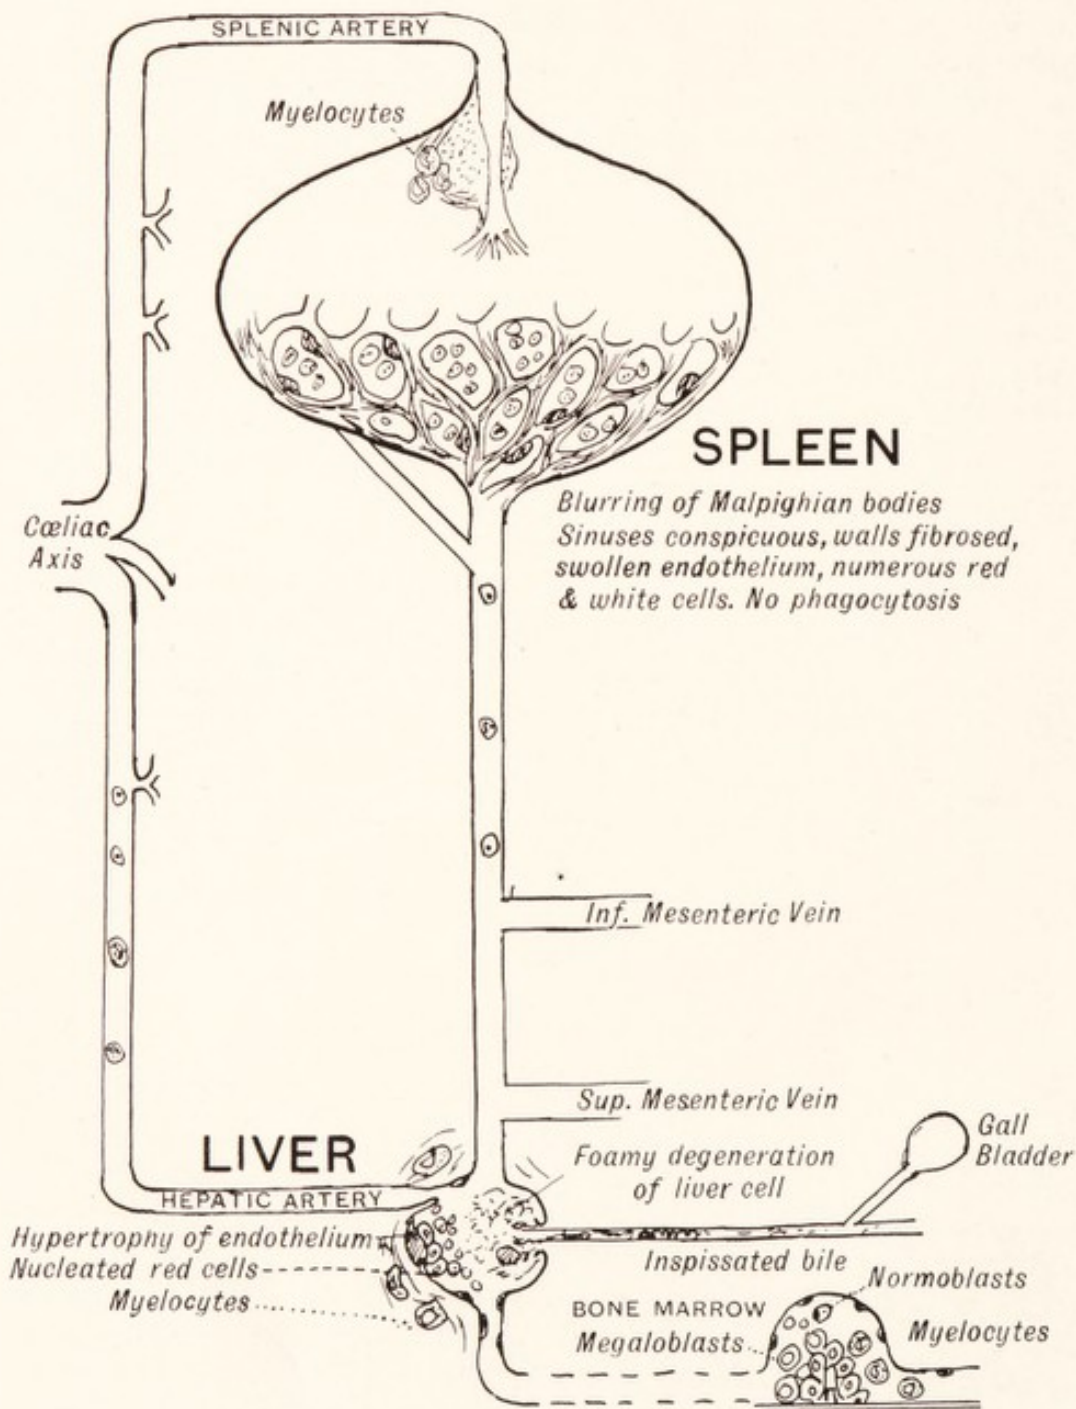 SPLENIC ARTERY
Myelocytes
SPLEEN
Blurring of Malpighian bodies
Sinuses conspicuous, walls fibrosed,
swollen endothelium, numerous red
& white cells. No phagocytosis
Cœliac
Axis
Inf. Mesenteric Vein
Sup. Mesenteric Vein
LIVER
HEPATIC ARTERY
Foamy degeneration
of liver cell
Gall
Bladder
Hypertrophy of endothelium
Nucleated red cells
Myelocytes
Inspissated bile
Normoblasts
BONE MARROW
Megaloblasts
Myelocytes